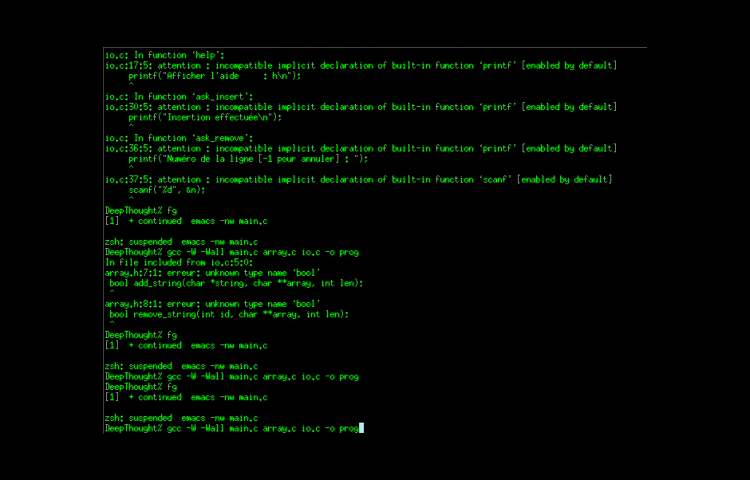 io.c: In function ‘help’:
io.c:17:5: attention : incompatible implicit declaration of built-in function ‘printf’ [enabled by default]
printf("Afficher l'aide     : h\n");
^
io.c: In function ‘ask_insert’:
io.c:30:5: attention : incompatible implicit declaration of built-in function ‘printf’ [enabled by default]
printf("Insertion effectuée\n");
^
io.c: In function ‘ask_remove’:
io.c:36:5: attention : incompatible implicit declaration of built-in function ‘printf’ [enabled by default]
printf("Numéro de la ligne [-1 pour annuler] : ");
^
io.c:37:5: attention : incompatible implicit declaration of built-in function ‘scanf’ [enabled by default]
scanf("%d", &n);
^
DeepThought% fg
[1]  + continued  emacs -nw main.c
zsh: suspended  emacs -nw main.c
DeepThought% gcc -W -Wall main.c array.c io.c -o prog
In file included from io.c:5:0:
array.h:7:1: erreur: unknown type name ‘bool’
bool add_string(char *string, char **array, int len);
^
array.h:8:1: erreur: unknown type name ‘bool’
bool remove_string(int id, char **array, int len);
^
DeepThought% fg
[1]  + continued  emacs -nw main.c
zsh: suspended  emacs -nw main.c
DeepThought% gcc -W -Wall main.c array.c io.c -o prog
DeepThought% fg
[1]  + continued  emacs -nw main.c
zsh: suspended  emacs -nw main.c
DeepThought% gcc -W -Wall main.c array.c io.c -o prog